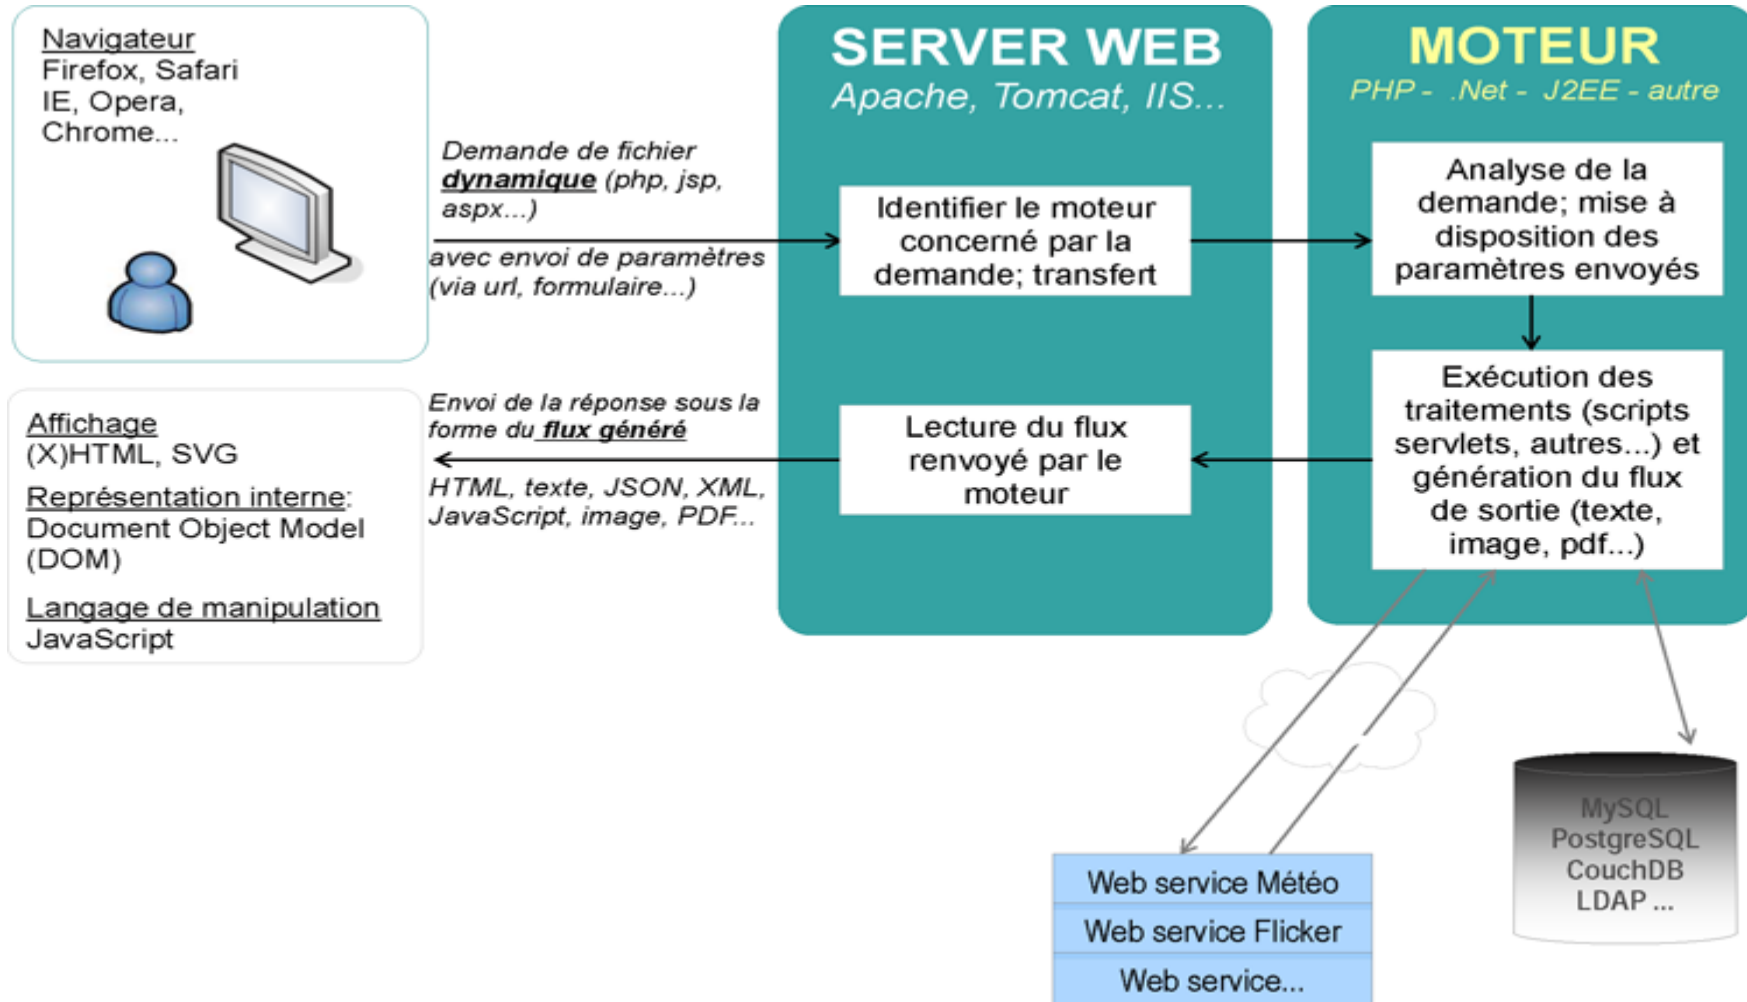 Navigateur
Firefox, Safari
IE, Opera,
Chrome...
Demande de fichier
dynamique (php, jsp,
aspx...)
avec envoi de paramètres
(via url, formulaire...)
SERVER WEB
Apache, Tomcat, IIS...
Identifier le moteur
concerné par la
demande; transfert
MOTEUR
PHP - .Net - J2EE - autre
Analyse de la
demande; mise à
disposition des
paramètres envoyés
Exécution des
traitements (scripts
servlets, autres...) et
génération du flux
de sortie (texte,
image, pdf...)
Lecture du flux
renvoyé par le
moteur
Envoi de la réponse sous la
forme du flux généré
HTML, texte, JSON, XML,
JavaScript, image, PDF...
Affichage
(X)HTML, SVG
Représentation interne:
Document Object Model
(DOM)
Langage de manipulation
JavaScript
Web service Météo
Web service Flicker
Web service...
MySQL
PostgreSQL
CouchDB
LDAP ...